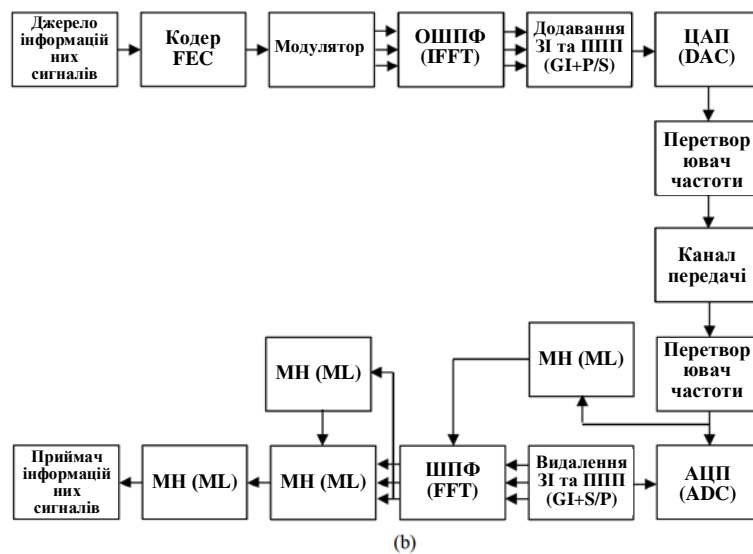 Джерело
інформацій
них
сигналів
Кодер
FEC
Модулятор
ОШПФ
(IFFT)
Додавання
ЗІ та ППП
(GI+P/S)
ЦАП
(DAC)
Перетвор
ювач
частоти
Канал
передачі
Перетвор
ювач
частоти
МН (ML)
МН (ML)
Приймач
інформацій
них
сигналів
МН (ML)
МН (ML)
ШПФ
(FFT)
Видалення
ЗІ та ППП
(GI+S/P)
АЦП
(ADC)
(b)